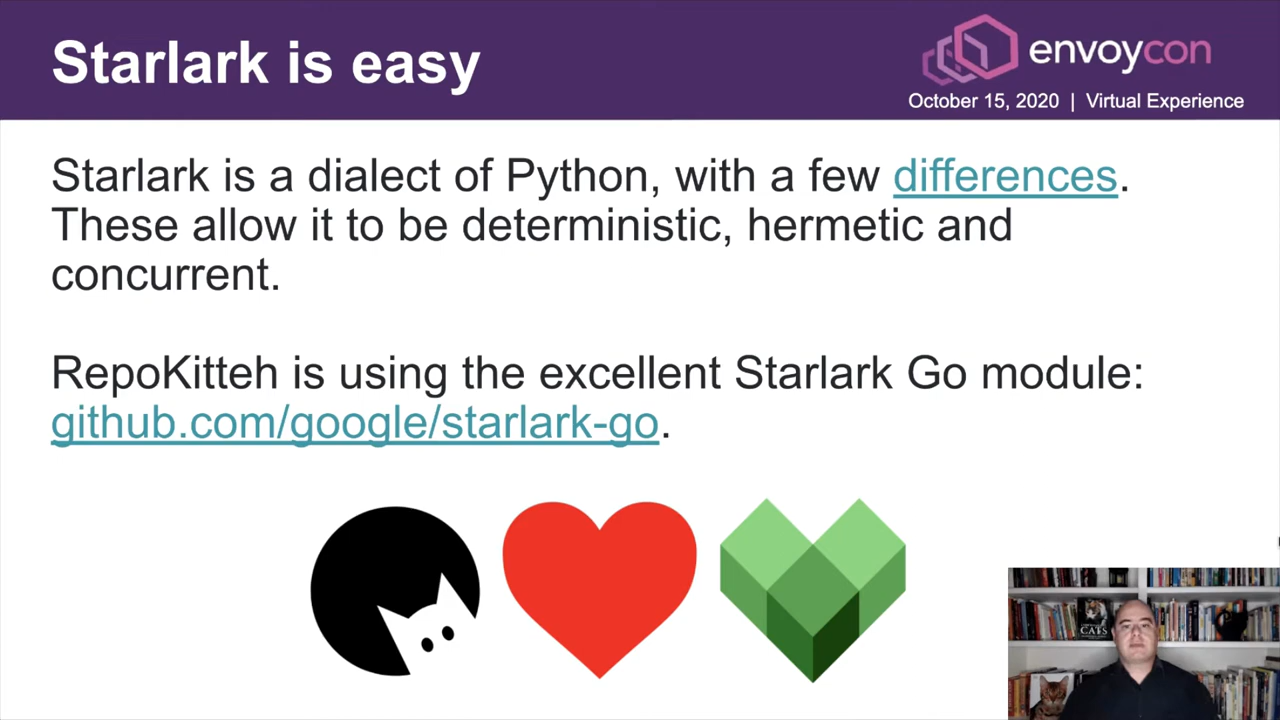 Starlark is easy
envoycon
October 15, 2020 | Virtual Experience
Starlark is a dialect of Python, with a few differences.
These allow it to be deterministic, hermetic and
concurrent.
RepoKitteh is using the excellent Starlark Go module:
github.com/google/starlark-go.
CATS